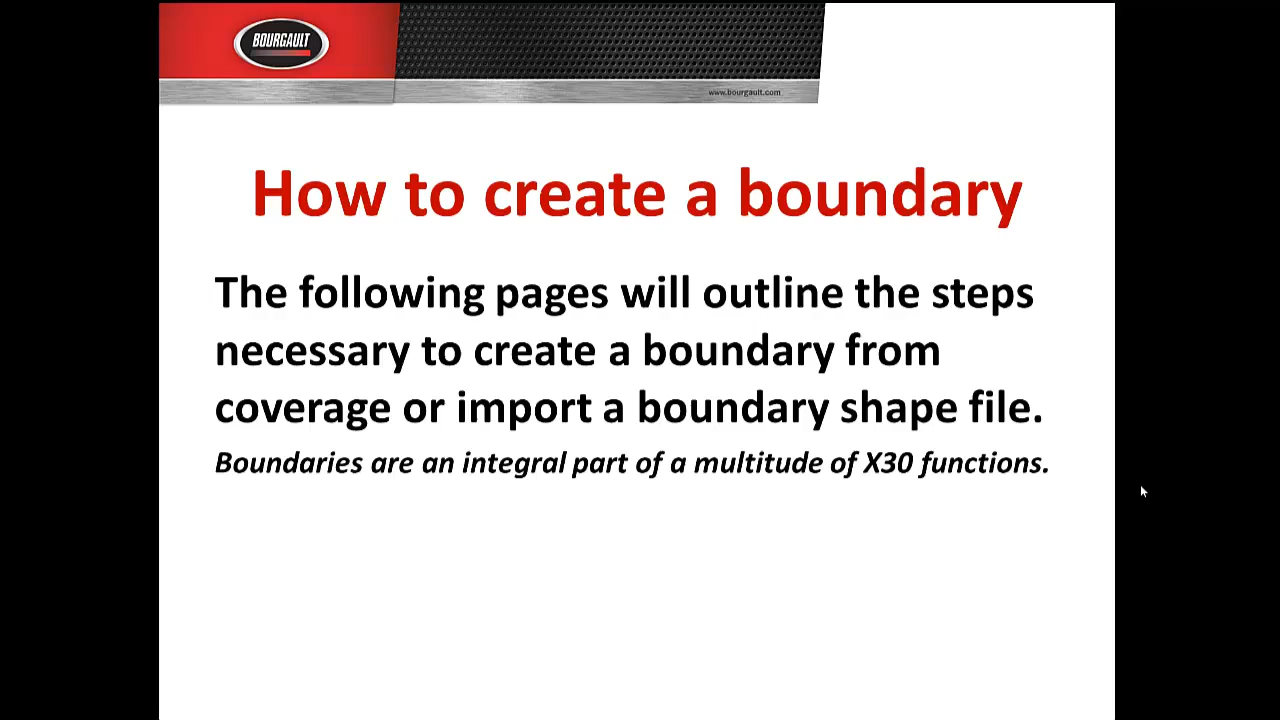 BOURGAULT
www.bourgault.com
How to create a boundary
The following pages will outline the steps
necessary to create a boundary from
coverage or import a boundary shape file.
Boundaries are an integral part of a multitude of X30 functions.